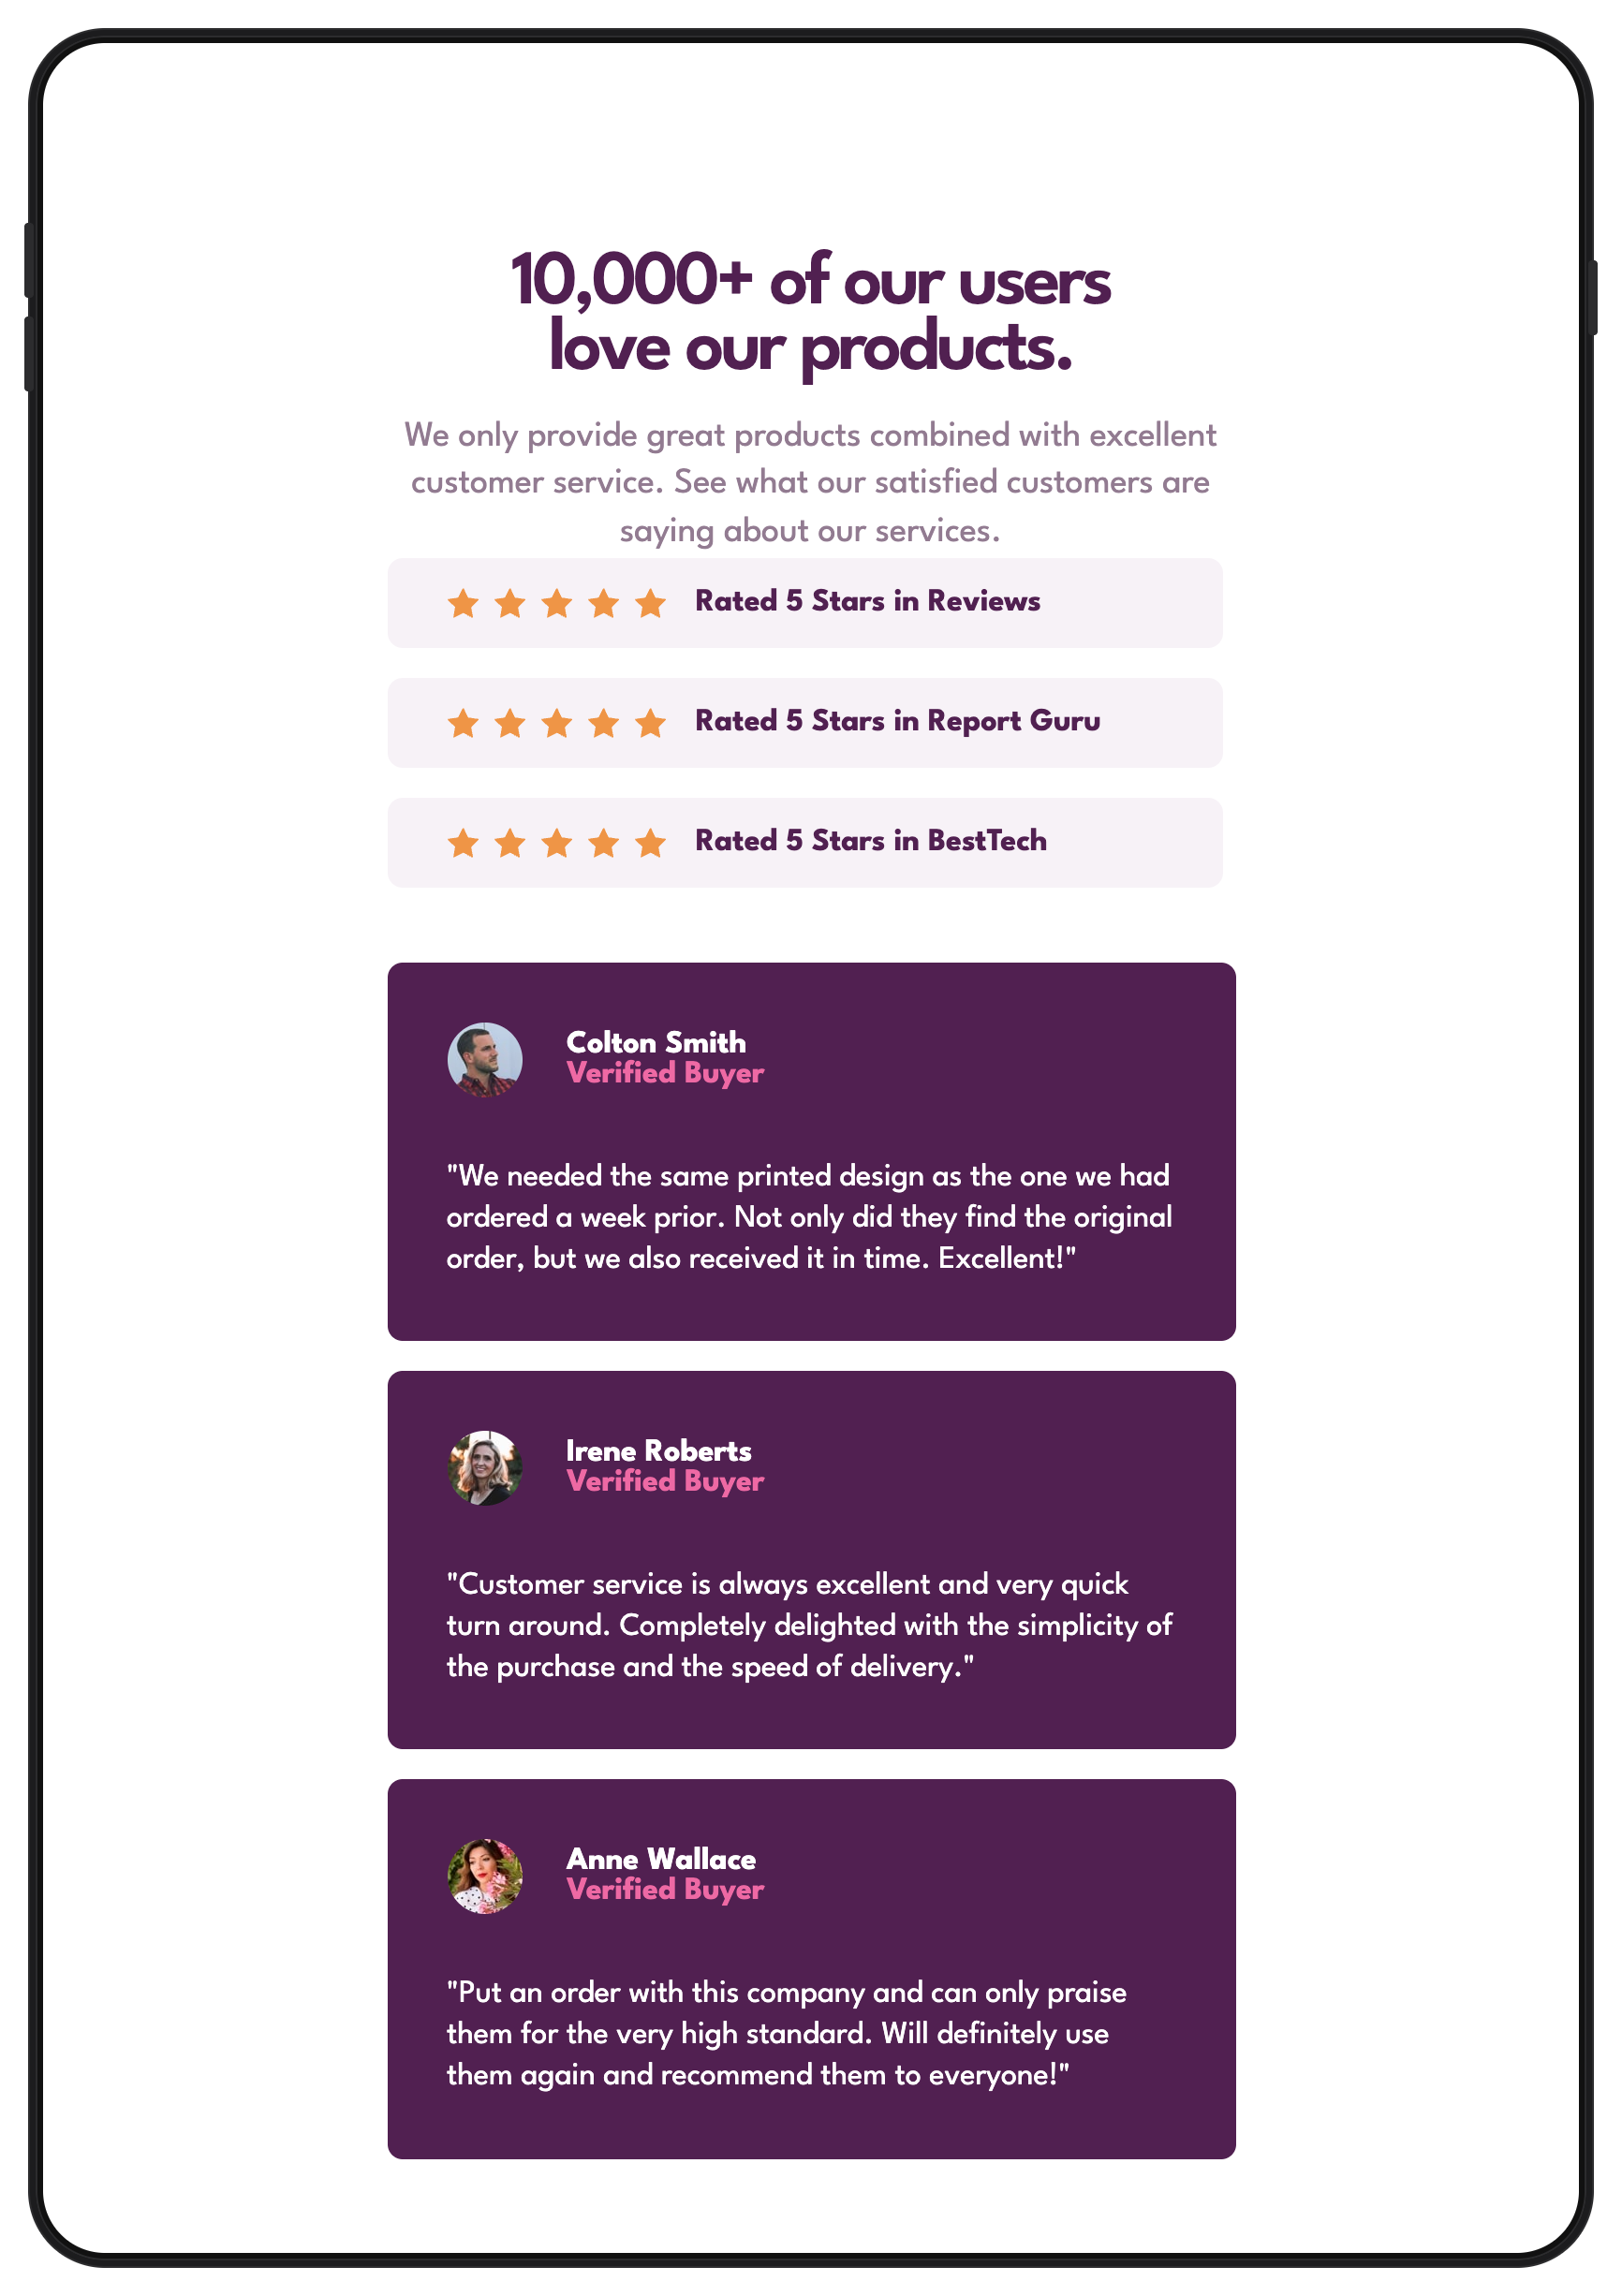 10,000+ of our users
love our products.
We only provide great products combined with excellent
customer service. See what our satisfied customers are
saying about our services.
Rated 5 Stars in Reviews
Rated 5 Stars in Report Guru
Rated 5 Stars in BestTech
Colton Smith
Verified Buyer
"We needed the same printed design as the one we had
ordered a week prior. Not only did they find the original
order, but we also received it in time. Excellent!"
Irene Roberts
Verified Buyer
"Customer service is always excellent and very quick
turn around. Completely delighted with the simplicity of
the purchase and the speed of delivery."
Anne Wallace
Verified Buyer
"Put an order with this company and can only praise
them for the very high standard. Will definitely use
them again and recommend them to everyone!"